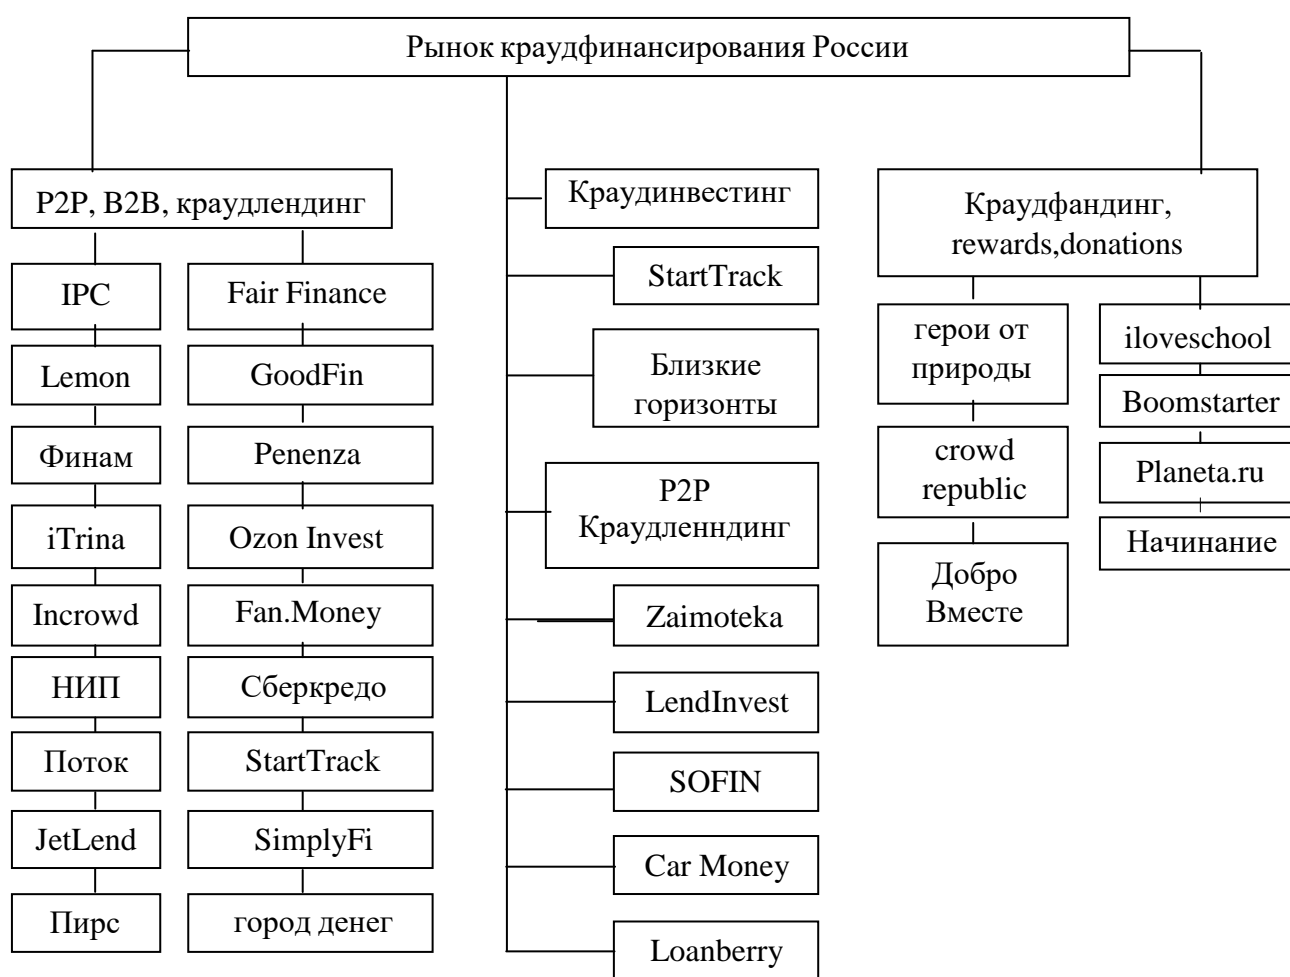 Рынок краудфинансирования России
P2P, B2B, краудлендинг
IPC
Lemon
Финам
iTrina
Incrowd
НИП
Поток
JetLend
Пирс
Fair Finance
GoodFin
Penenza
Ozon Invest
Fan.Money
Сберкредо
StartTrack
SimplyFi
город денег
Краудинвестинг
StartTrack
Близкие
горизонты
P2P
Краудленндинг
Zaimoteka
LendInvest
SOFIN
Car Money
Loanberry
Краудфандинг,
rewards,donations
герои от
природы
crowd
republic
Добро
Вместе
iloveschool
Boomstarter
Planeta.ru
Начинание